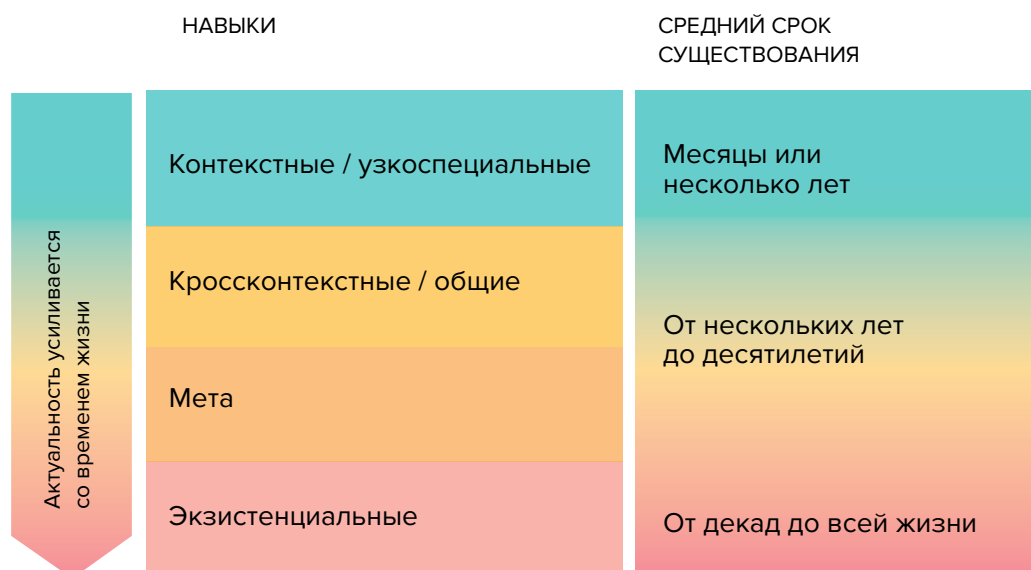 НАВЫКИ
СРЕДНИЙ СРОК
СУЩЕСТВОВАНИЯ
Контекстные / узкоспециальные
Месяцы или
несколько лет
Кроссконтекстные / общие
От нескольких лет
до десятилетий
Мета
Экзистенциальные
От декад до всей жизни
Актуальность усиливается
со временем жизни